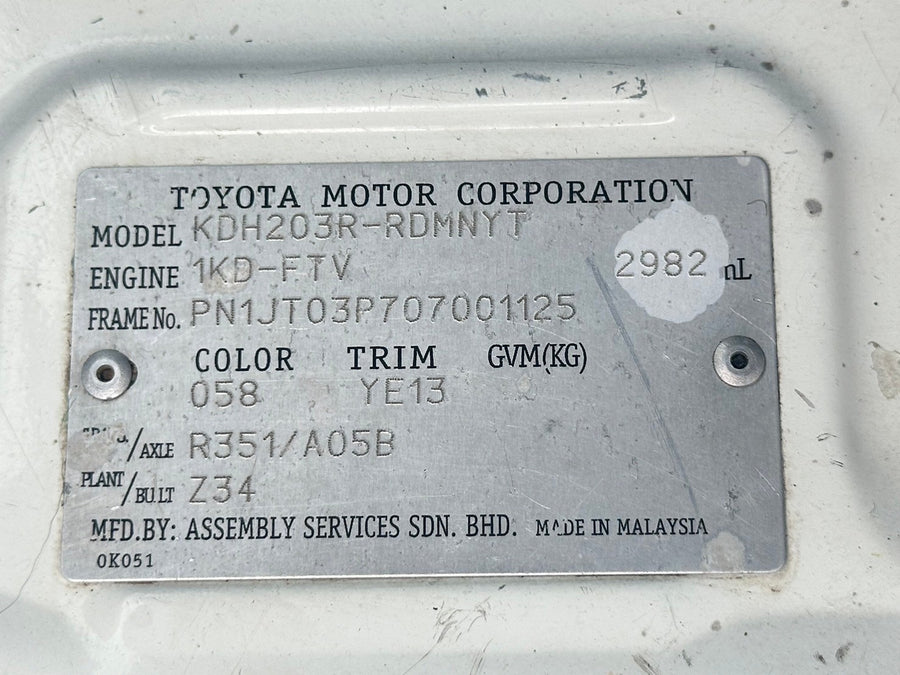 TOYOTA MOTOR CORPORATION
MODEL KDH203R-RDMNYT
ENGINE 1KD-FTV 2982 mL
FRAME No. PN1JT03P707001125
COLOR TRIM GVM(KG)
058 YE13
/AXLE R351/A05B
PLANT/BUILT Z34
MFD.BY: ASSEMBLY SERVICES SDN. BHD. MADE IN MALAYSIA
0K051